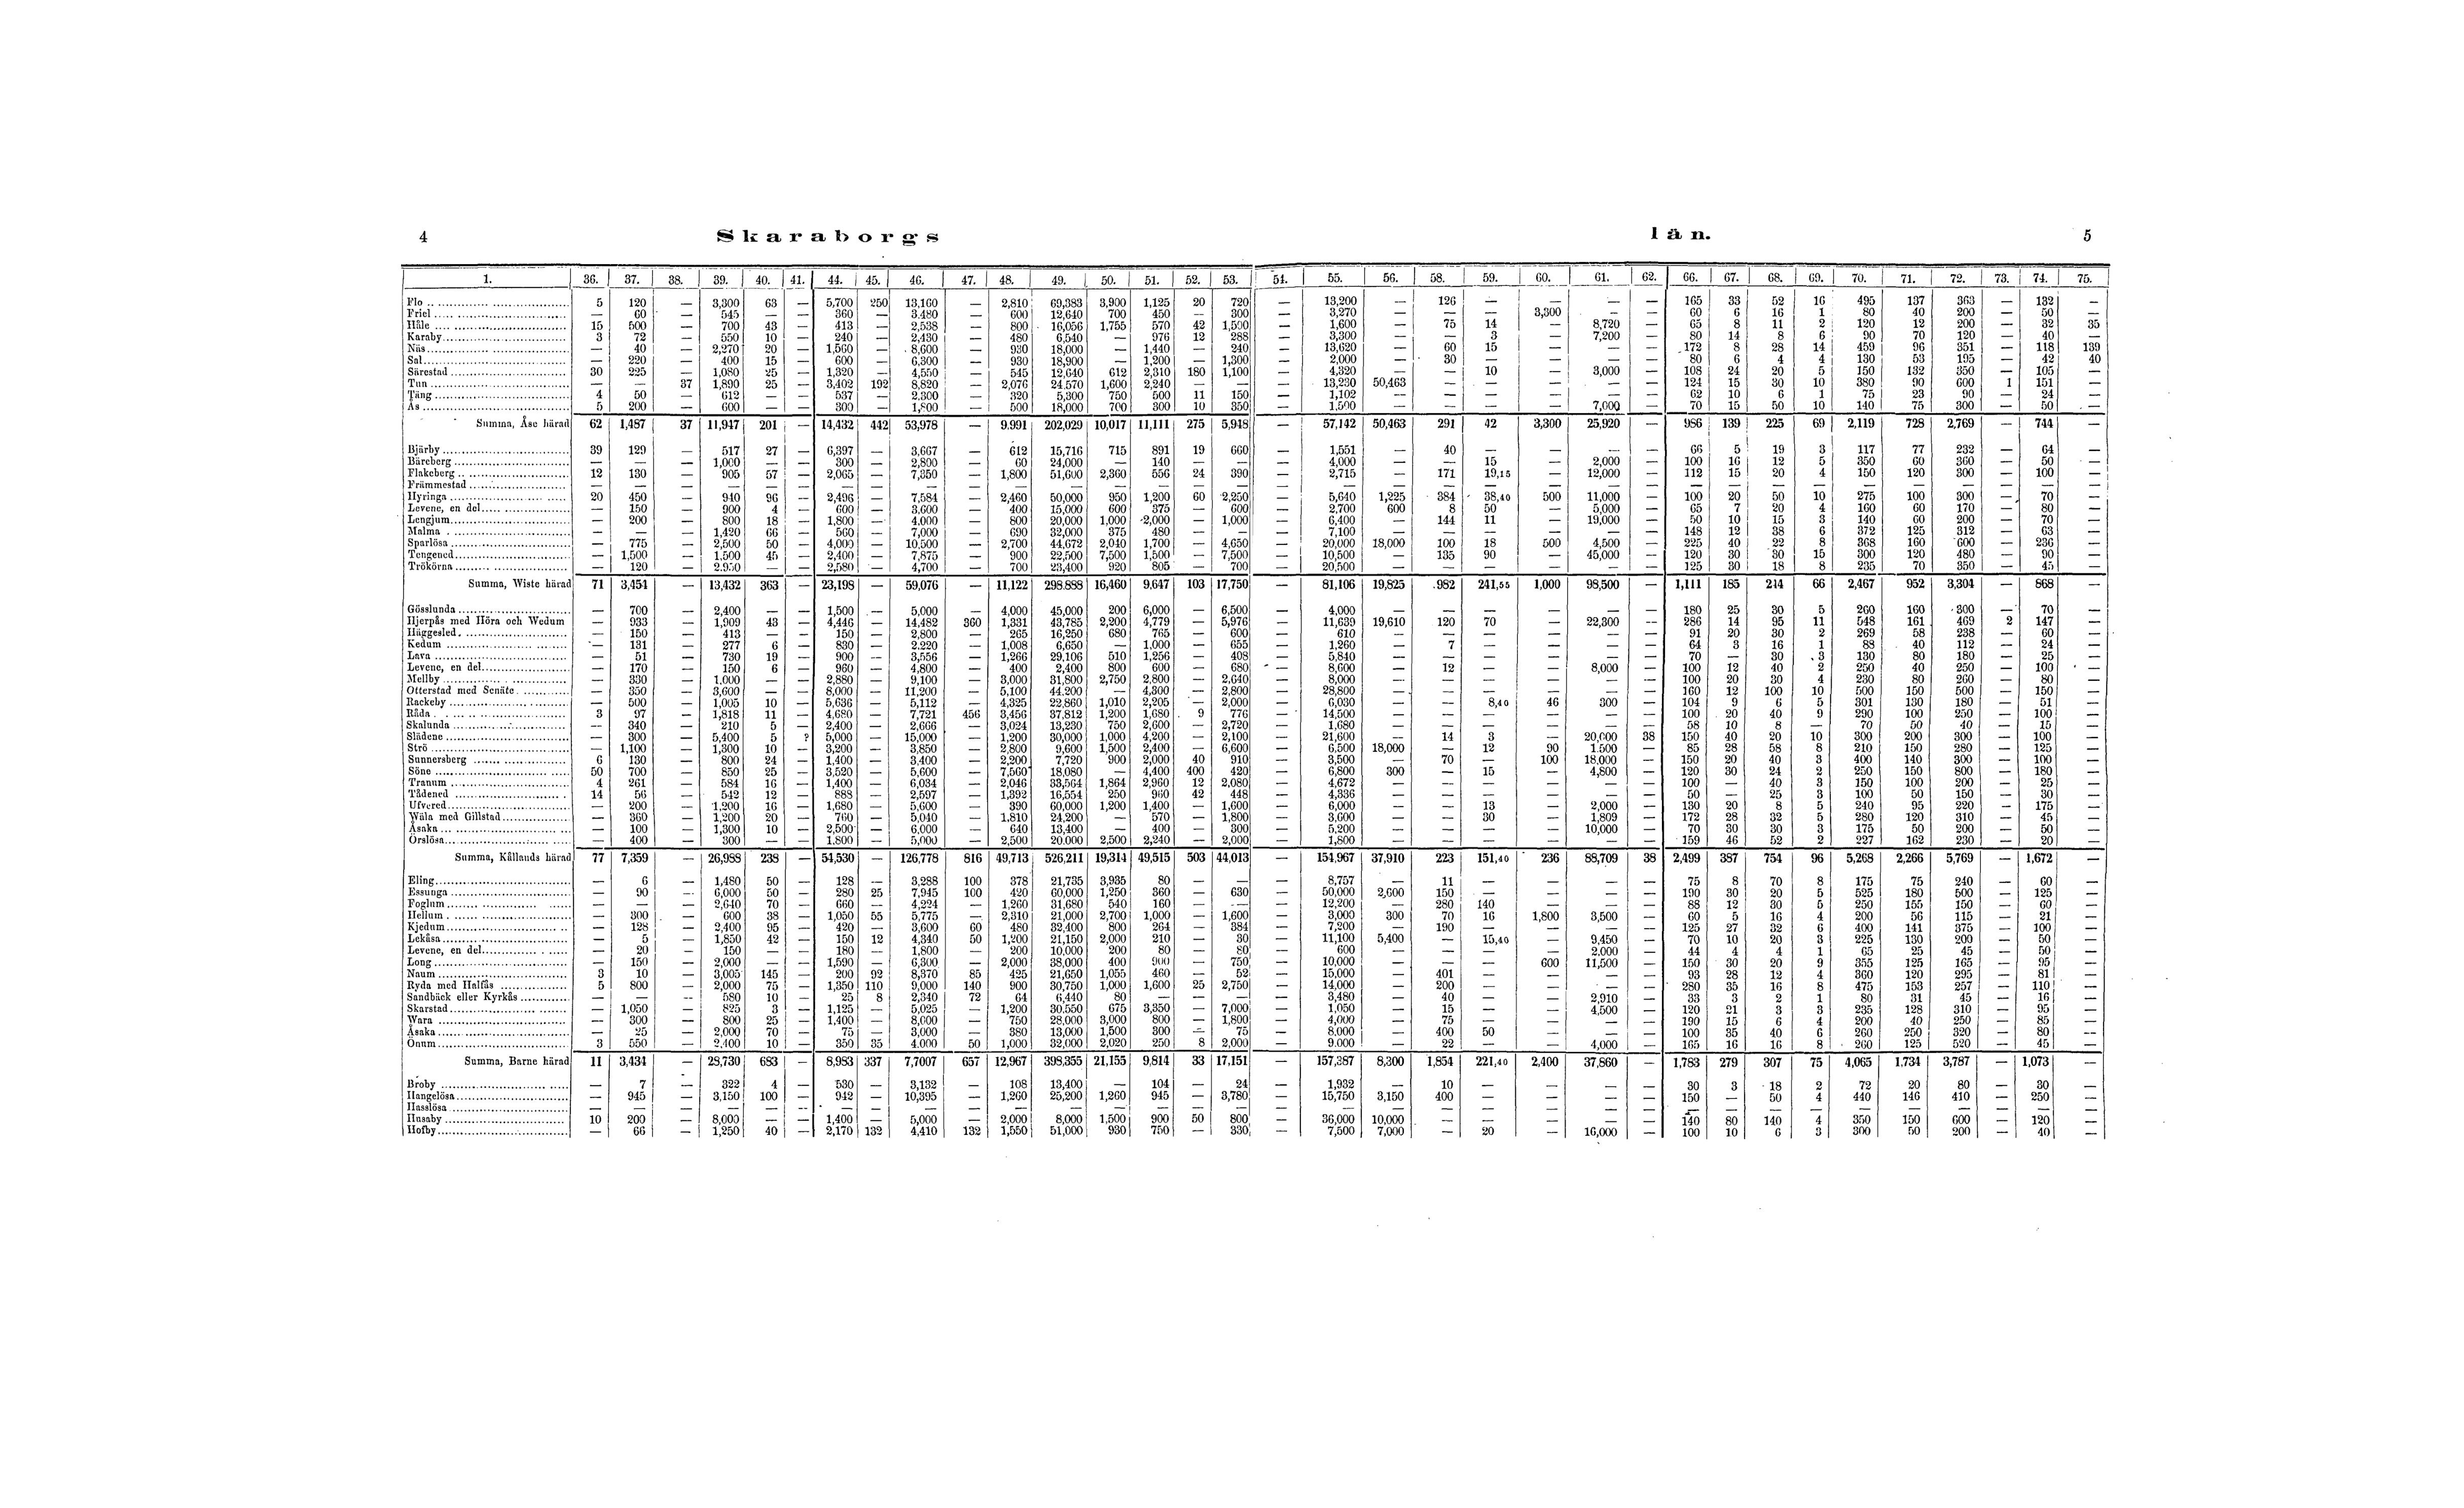 4 Skaraborgs län. 5
1. 36. 37. 38. 39. 40. 41. 44. 45. 46. 47. 48. 49. 50. 51. 52. 53. 54. 55. 56. 58. 59. 60. 61. 62. 66. 67. 68. 69. 70. 71. 72. 73. 74. 75.
Flo 5 120 — 3,300 63 — 5,700 250 13,160 — 2,810 69,383 3,900 1,125 20 720 — 13,200 — 126 — — — — 165 33 52 16 495 137 363 — 132 —
Friel — 60 — 545 — — 360 — 3,480 — 600 12,640 700 450 — 300 — 3,270 — — — 3,300 — — 60 6 16 1 80 40 200 — 50 —
Håle 15 500 — 700 43 — 413 — 2,538 — 800 16,056 1,755 570 42 1,500 — 1,600 — 75 14 — 8,720 — 65 8 11 2 120 12 200 — 32 35
Karaby 3 72 — 550 10 — 240 — 2,430 — 480 6,540 — 976 12 288 — 3,300 — — 3 — 7,200 — 80 14 8 6 90 70 120 — 40 —
Näs — 40 — 2,270 20 — 1,560 — 8,600 — 930 18,000 — 1,440 — 240 — 13,620 — 60 15 — — — 172 8 28 14 459 96 351 — 118 139
Sal — 220 — 400 15 — 600 — 6,300 — 930 18,900 — 1,200 — 1,300 — 2,000 — 30 — — — — 80 6 4 4 130 53 195 — 42 40
Särestad 30 225 — 1,080 25 — 1,320 — 4,550 — 545 12,640 612 2,310 180 1,100 — 4,320 — — 10 — 3,000 — 108 24 20 5 150 132 350 — 105 —
Tun — — 37 1,890 25 — 3,402 192 8,820 — 2,076 24,570 1,600 2,240 — — — 13,230 50,463 — — — — — 124 15 30 10 380 90 600 1 151 —
Täng 4 50 — 612 — — 537 — 2,300 — 320 5,300 750 500 11 150 — 1,102 — — — — — — 62 10 6 1 75 23 90 — 24 —
Ås 5 200 — 600 — — 300 — 1,800 — 500 18,000 700 300 10 350 — 1,500 — — — — 7,000 — 70 15 50 10 140 75 300 — 50 —
Summa, Åse härad 62 1,487 37 11,947 201 — 14,432 442 53,978 — 9.991 202,029 10,017 11,111 275 5,948 — 57,142 50,463 291 42 3,300 25,920 — 986 139 225 69 2,119 728 2,769 — 744 —
Bjärby 39 129 — 517 27 — 6,397 — 3,667 — 612 15,716 715 891 19 660 — 1,551 — 40 — — — — 66 5 19 3 117 77 232 — 64 —
Bäreberg — — — 1,000 — — 300 — 2,800 — 60 24,000 — 140 — — — 4,000 — — 15 — 2,000 — 100 16 12 5 350 60 360 — 50 —
Flakeberg 12 130 — 905 57 — 2,065 — 7,350 — 1,800 51,600 2,360 556 24 390 — 2,715 — 171 19,15 — 12,000 — 112 15 20 4 150 120 300 — 100 —
Främmestad — — — — — — — — — — — — — — — — — — — — — — — — — — — — — — — — — —
Hyringa 20 450 — 940 96 — 2,496 — 7,584 — 2,460 50,000 950 1,200 60 2,250 — 5,640 1,225 384 38,40 500 11,000 — 100 20 50 10 275 100 300 — 70 —
Levene, en del — 150 — 900 4 — 600 — 3,600 — 400 15,000 600 375 — 600 — 2,700 600 8 50 — 5,000 — 65 7 20 4 160 60 170 — 80 —
Lengjum — 200 — 800 18 — 1,800 — 4,000 — 800 20,000 1,000 2,000 — 1,000 — 6,400 — 144 11 — 19,000 — 50 10 15 3 140 60 200 — 70 —
Malma — — — 1,420 66 — 560 — 7,000 — 690 32,000 375 480 — — — 7,100 — — — — — — 148 12 38 6 372 125 312 — 63 —
Sparlösa — 775 — 2,500 50 — 4,000 — 10,500 — 2,700 44,672 2,040 1,700 — 4,650 — 20,000 18,000 100 18 500 4,500 — 225 40 22 8 368 160 600 — 236 —
Tengened — 1,500 — 1,500 45 — 2,400 — 7,875 — 900 22,500 7,500 1,500 — 7,500 — 10,500 — 135 90 — 45,000 — 120 30 30 15 300 120 480 — 90 —
Trökörna — 120 — 2,950 — — 2,580 — 4,700 — 700 23,400 920 805 — 700 — 20,500 — — — — — — 125 30 18 8 235 70 350 — 45 —
Summa, Wiste härad 71 3,454 — 13,432 363 — 23,198 — 59,076 — 11,122 298,888 16,460 9,647 103 17,750 — 81,106 19,825 982 241,55 1,000 98,500 — 1,111 185 214 66 2,467 952 3,304 — 868 —
Gösslunda — 700 — 2,400 — — 1,500 — 5,000 — 4,000 45,000 200 6,000 — 6,500 — 4,000 — — — — — — 180 25 30 5 260 160 300 — 70 —
Hjerpås med Höra och Wedum — 933 — 1,909 43 — 4,446 — 14,482 360 1,331 43,785 2,200 4,779 — 5,976 — 11,639 19,610 120 70 — 22,300 — 286 14 95 11 548 161 469 2 147 —
Häggesled — 150 — 413 — — 150 — 2,800 — 265 16,250 680 765 — 600 — 610 — — — — — — 91 20 30 2 269 58 238 — 60 —
Kedum — 131 — 277 6 — 830 — 2,220 — 1,008 6,650 — 1,000 — 655 — 1,260 — 7 — — — — 64 3 16 1 88 40 112 — 24 —
Lava — 51 — 730 19 — 900 — 3,556 — 1,266 29,106 510 1,256 — 408 — 5,840 — — — — — — 70 — 30 3 130 80 180 — 25 —
Levene, en del — 170 — 150 6 — 960 — 4,800 — 400 2,400 800 600 — 680 — 8,600 — 12 — — 8,000 — 100 12 40 2 250 40 250 — 100 —
Mellby — 330 — 1,000 — — 2,880 — 9,100 — 3,000 31,800 2,750 2,800 — 2,640 — 8,000 — — — — — — 100 20 30 4 230 80 260 — 80 —
Otterstad med Senäte — 350 — 3,600 — — 8,000 — 11,200 — 5,100 44,200 — 4,300 — 2,800 — 28,800 — — — — — — 160 12 100 10 500 150 500 — 150 —
Rackeby — 500 — 1,005 10 — 5,636 — 5,112 — 4,325 22,860 1,010 2,205 — 2,000 — 6,030 — — 8,40 46 300 — 104 9 6 5 301 130 180 — 51 —
Råda 3 97 — 1,818 11 — 4,680 — 7,721 456 3,456 37,812 1,200 1,680 9 776 — 14,500 — — — — — — 100 20 40 9 290 100 250 — 100 —
Skalunda — 340 — 210 5 — 2,400 — 2,666 — 3,024 13,230 750 2,600 — 2,720 — 1,680 — — — — — — 58 10 8 — 70 50 40 — 15 —
Slädene — 300 — 5,400 5 ? 5,000 — 15,000 — 1,200 30,000 1,000 4,200 — 2,100 — 21,600 — 14 3 — 20,000 38 150 40 20 10 300 200 300 — 100 —
Strö — 1,100 — 1,300 10 — 3,200 — 3,850 — 2,800 9,600 1,500 2,400 — 6,600 — 6,500 18,000 — 12 90 1,500 — 85 28 58 8 210 150 280 — 125 —
Sunnersberg 6 130 — 800 24 — 1,400 — 3,400 — 2,200 7,720 900 2,000 40 910 — 3,500 — 70 — 100 18,000 — 150 20 40 3 400 140 300 — 100 —
Söne 50 700 — 850 25 — 3,520 — 5,600 — 7,560 18,080 — 4,400 400 420 — 6,800 300 — 15 — 4,800 — 120 30 24 2 250 150 800 — 180 —
Tranum 4 261 — 584 16 — 1,400 — 6,034 — 2,046 33,564 1,864 2,960 12 2,080 — 4,672 — — — — — — 100 — 40 3 150 100 200 — 25 —
Tådened 14 56 — 542 12 — 888 — 2,597 — 1,392 16,554 250 960 42 448 — 4,336 — — — — — — 50 — 25 3 100 50 150 — 30 —
Ufvered — 200 — 1,200 16 — 1,680 — 5,600 — 390 60,000 1,200 1,400 — 1,600 — 6,000 — — 13 — 2,000 — 130 20 8 5 240 95 220 — 175 —
Wäla med Gillstad — 360 — 1,200 20 — 760 — 5,040 — 1,810 24,200 — 570 — 1,800 — 3,600 — — 30 — 1,809 — 172 28 32 5 280 120 310 — 45 —
Åsaka — 100 — 1,300 10 — 2,500 — 6,000 — 640 13,400 — 400 — 300 — 5,200 — — — — 10,000 — 70 30 30 3 175 50 200 — 50 —
Örslösa — 400 — 300 — — 1,800 — 5,000 — 2,500 20,000 2,500 2,240 — 2,000 — 1,800 — — — — — — 159 46 52 2 227 162 230 — 20 —
Summa, Kållands härad 77 7,359 — 26,988 238 — 54,530 — 126,778 816 49,713 526,211 19,314 49,515 503 44,013 — 154,967 37,910 223 151,40 236 88,709 38 2,499 387 754 96 5,268 2,266 5,769 — 1,672 —
Eling — 6 — 1,480 50 — 128 — 3,288 100 378 21,735 3,935 80 — — — 8,757 — 11 — — — — 75 8 70 8 175 75 240 — 60 —
Essunga — 90 — 6,000 50 — 280 25 7,945 100 420 60,000 1,250 360 — 630 — 50,000 2,600 150 — — — — 190 30 20 5 525 180 500 — 125 —
Foglum — — — 2,640 70 — 660 — 4,224 — 1,260 31,680 540 160 — — — 12,200 — 280 140 — — — 88 12 30 5 250 155 150 — 60 —
Hellum — 300 — 600 38 — 1,050 55 5,775 — 2,310 21,000 2,700 1,000 — 1,600 — 3,000 300 70 16 1,800 3,500 — 60 5 16 4 200 56 115 — 21 —
Kjedum — 128 — 2,400 95 — 420 — 3,600 60 480 32,400 800 264 — 384 — 7,200 — 190 — — — — 125 27 32 6 400 141 375 — 100 —
Lekåsa — 5 — 1,850 42 — 150 12 4,340 50 1,200 21,150 2,000 210 — 30 — 11,100 5,400 — 15,40 — 9,450 — 70 10 20 3 225 130 200 — 50 —
Levene, en del — 20 — 150 — — 180 — 1,800 — 200 10,000 200 80 — 80 — 600 — — — — 2,000 — 44 4 4 1 65 25 45 — 50 —
Long — 150 — 2,000 — — 1,590 — 6,300 — 2,000 38,000 400 900 — 750 — 10,000 — — — 600 11,500 — 150 30 20 9 355 125 165 — 95 —
Naum 3 10 — 3,005 145 — 200 92 8,370 85 425 21,650 1,055 460 — 52 — 15,000 — 401 — — — — 93 28 12 4 360 120 295 — 81 —
Ryda med Halfås 5 800 — 2,000 75 — 1,350 110 9,000 140 900 30,750 1,000 1,600 25 2,750 — 14,000 — 200 — — — — 280 35 16 8 475 153 257 — 110 —
Sandbäck eller Kyrkås — — — 580 10 — 25 8 2,340 72 64 6,440 80 — — — — 3,480 — 40 — — 2,910 — 33 3 2 1 80 31 45 — 16 —
Skarstad — 1,050 — 825 3 — 1,125 — 5,025 — 1,200 30,550 675 3,350 — 7,000 — 1,050 — 15 — — 4,500 — 120 21 3 3 235 128 310 — 95 —
Wara — 300 — 800 25 — 1,400 — 8,000 — 750 28,000 3,000 800 — 1,800 — 4,000 — 75 — — — — 190 15 6 4 200 40 250 — 85 —
Åsaka — 25 — 2,000 70 — 75 — 3,000 — 380 13,000 1,500 300 — 75 — 8,000 — 400 50 — — — 100 35 40 6 260 250 320 — 80 —
Önum 3 550 — 2,400 10 — 350 35 4,000 50 1,000 32,000 2,020 250 8 2,000 — 9,000 — 22 — — 4,000 — 165 16 16 8 260 125 520 — 45 —
Summa, Barne härad 11 3,434 — 28,730 683 — 8,983 337 7,7007 657 12,967 398,355 21,155 9,814 33 17,151 — 157,387 8,300 1,854 221,40 2,400 37,860 — 1,783 279 307 75 4,065 1,734 3,787 — 1,073 —
Broby — 7 — 322 4 — 530 — 3,132 — 108 13,400 — 104 — 24 — 1,932 — 10 — — — — 30 3 18 2 72 20 80 — 30 —
Hangelösa — 945 — 3,150 100 — 942 — 10,395 — 1,260 25,200 1,260 945 — 3,780 — 15,750 3,150 400 — — — — 150 — 50 4 440 146 410 — 250 —
Hasslösa — — — — — — — — — — — — — — — — — — — — — — — — — — — — — — — — — —
Husaby 10 200 — 8,000 — — 1,400 — 5,000 — 2,000 8,000 1,500 900 50 800 — 36,000 10,000 — — — — — 140 80 140 4 350 150 600 — 120 —
Hofby — 66 — 1,250 40 — 2,170 132 4,410 132 1,550 51,000 930 750 — 330 — 7,500 7,000 — 20 — 16,000 — 100 10 6 3 300 50 200 — 40 —